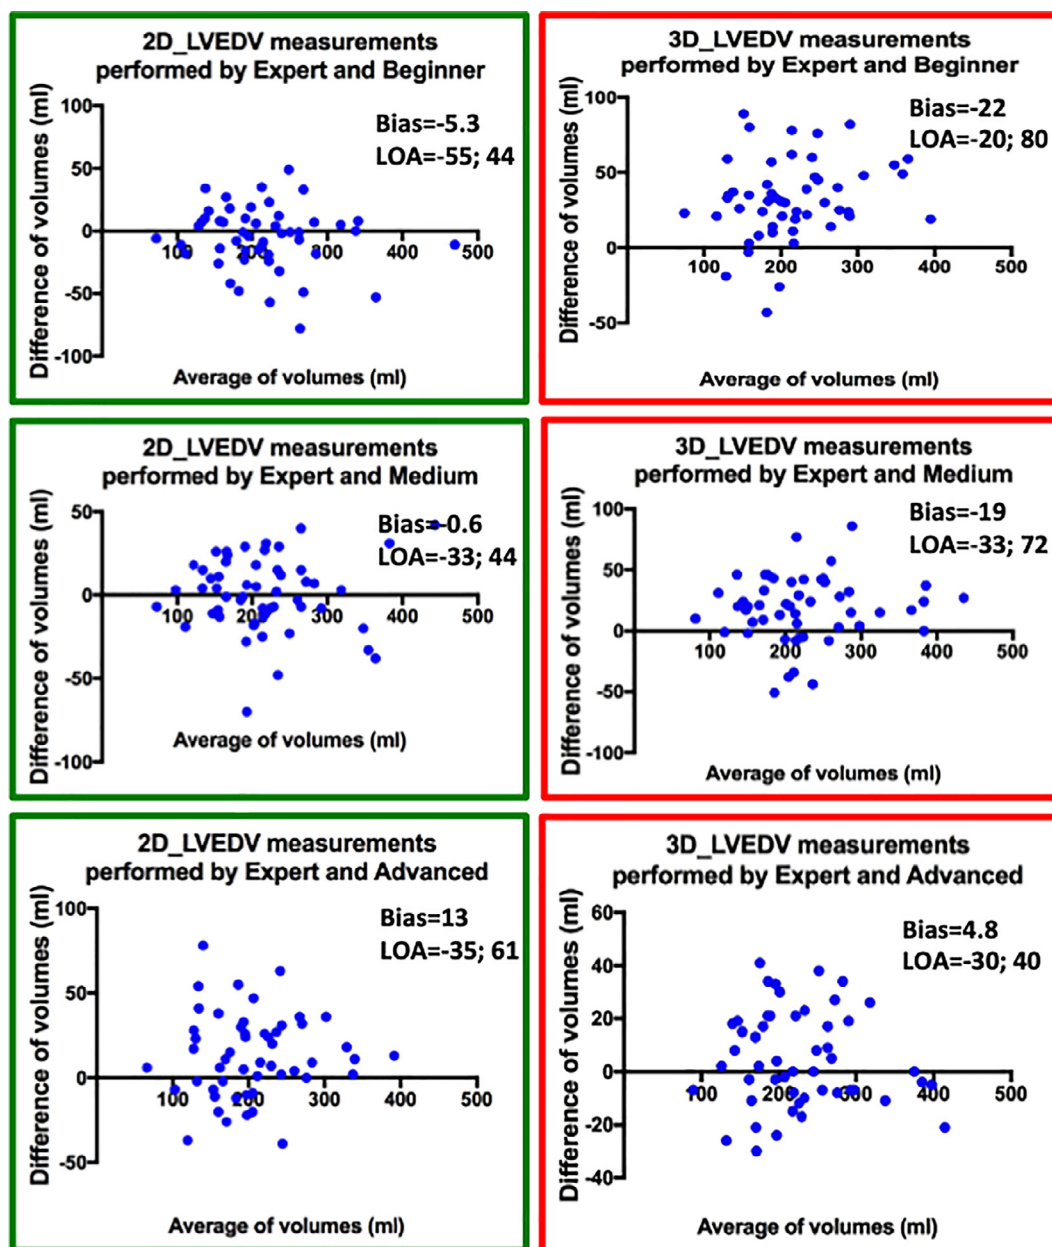 2D_LVEDV measurements
performed by Expert and Beginner
Bias=-5.3
LOA=-55; 44
Difference of volumes (ml)
100
50
0
-50
-100
100 200 300 400 500
Average of volumes (ml)
3D_LVEDV measurements
performed by Expert and Beginner
Bias=-22
LOA=-20; 80
Difference of volumes (ml)
100
50
0
-50
100 200 300 400 500
Average of volumes (ml)
2D_LVEDV measurements
performed by Expert and Medium
Bias=-0.6
LOA=-33; 44
Difference of volumes (ml)
50
0
-50
-100
100 200 300 400 500
Average of volumes (ml)
3D_LVEDV measurements
performed by Expert and Medium
Bias=-19
LOA=-33; 72
Difference of volumes (ml)
100
50
0
-50
-100
100 200 300 400 500
Average of volumes (ml)
2D_LVEDV measurements
performed by Expert and Advanced
Bias=13
LOA=-35; 61
Difference of volumes (ml)
100
50
0
-50
100 200 300 400 500
Average of volumes (ml)
3D_LVEDV measurements
performed by Expert and Advanced
Bias=4.8
LOA=-30; 40
Difference of volumes (ml)
60
40
20
0
-20
-40
100 200 300 400 500
Average of volumes (ml)